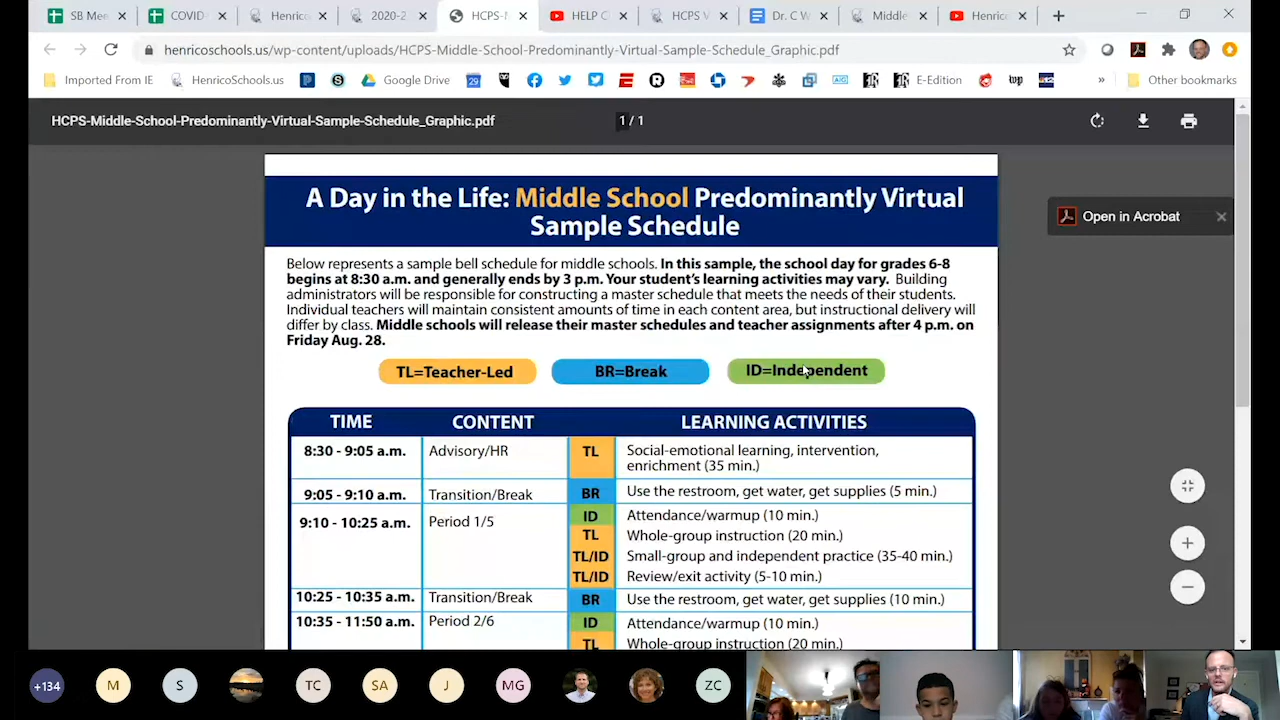 SB Mee
COVID-
Henrico
2020-2
HCPS-M
HELD C
HCPS V
Dr. C W
Middle
Henrico
henricoschools.us/wp-content/uploads/HCPS-Middle-School-Predominantly-Virtual-Sample-Schedule_Graphic.pdf
Imported From IE
HenricoSchools.us
Google Drive
E-Edition
Other bookmarks
HCPS-Middle-School-Predominantly-Virtual-Sample-Schedule_Graphic.pdf
1 / 1
Open in Acrobat
A Day in the Life: Middle School Predominantly Virtual
Sample Schedule
Below represents a sample bell schedule for middle schools. In this sample, the school day for grades 6-8
begins at 8:30 a.m. and generally ends by 3 p.m. Your student's learning activities may vary. Building
administrators will be responsible for constructing a master schedule that meets the needs of their students.
Individual teachers will maintain consistent amounts of time in each content area, but instructional delivery will
differ by class. Middle schools will release their master schedules and teacher assignments after 4 p.m. on
Friday Aug. 28.
TL=Teacher-Led BR=Break ID=Independent
TIME CONTENT LEARNING ACTIVITIES
8:30 - 9:05 a.m. Advisory/HR TL Social-emotional learning, intervention,
enrichment (35 min.)
9:05 - 9:10 a.m. Transition/Break BR Use the restroom, get water, get supplies (5 min.)
9:10 - 10:25 a.m. Period 1/5 ID Attendance/warmup (10 min.)
TL Whole-group instruction (20 min.)
TL/ID Small-group and independent practice (35-40 min.)
TL/ID Review/exit activity (5-10 min.)
10:25 - 10:35 a.m. Transition/Break BR Use the restroom, get water, get supplies (10 min.)
10:35 - 11:50 a.m. Period 2/6 ID Attendance/warmup (10 min.)
TL Whole-group instruction (20 min.)
+134 M S TC SA J MG ZC